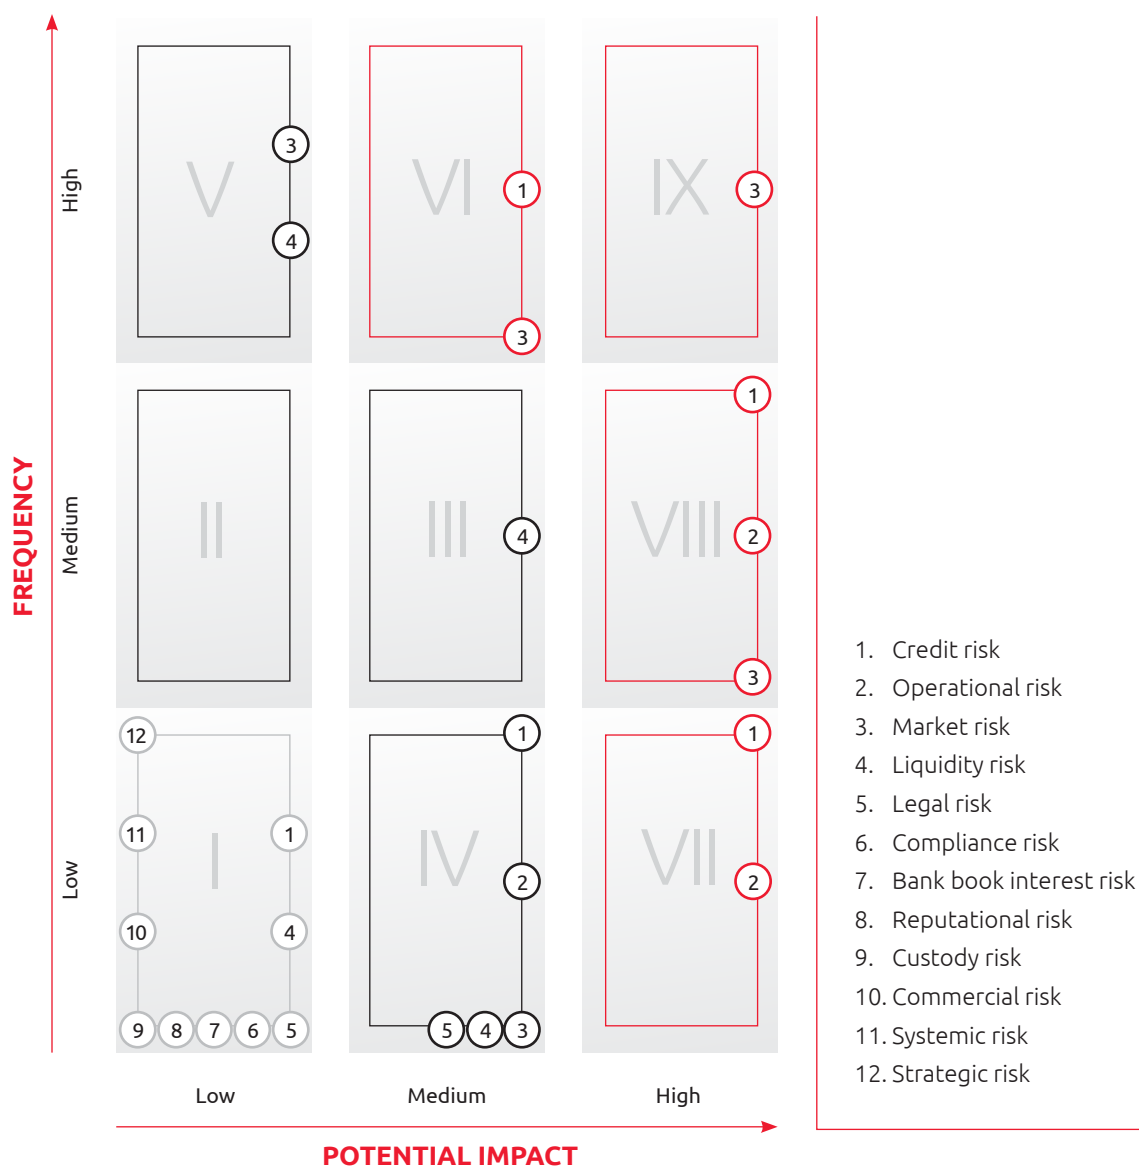 FREQUENCY
High
V
3
4
VI
1
3
IX
3
Medium
II
III
4
VIII
1
2
3
Low
I
12
11
1
10
4
9 8 7 6 5
IV
1
2
5 4 3
VII
1
2
Low Medium High
POTENTIAL IMPACT
1. Credit risk
2. Operational risk
3. Market risk
4. Liquidity risk
5. Legal risk
6. Compliance risk
7. Bank book interest risk
8. Reputational risk
9. Custody risk
10. Commercial risk
11. Systemic risk
12. Strategic risk